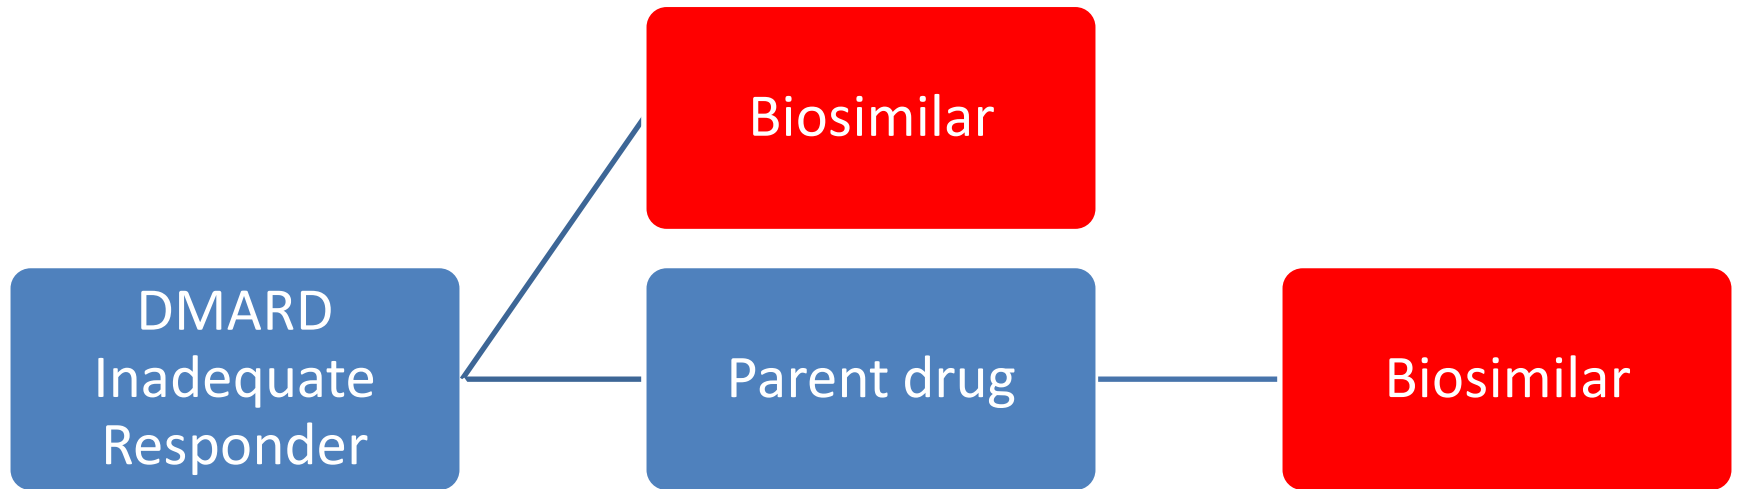 Biosimilar
DMARD
Inadequate
Responder
Parent drug
Biosimilar